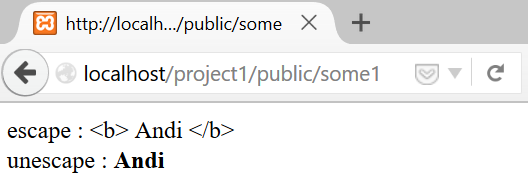 http://localh.../public/some
localhost/project1/public/some1
escape : <b> Andi </b>
unescape : Andi